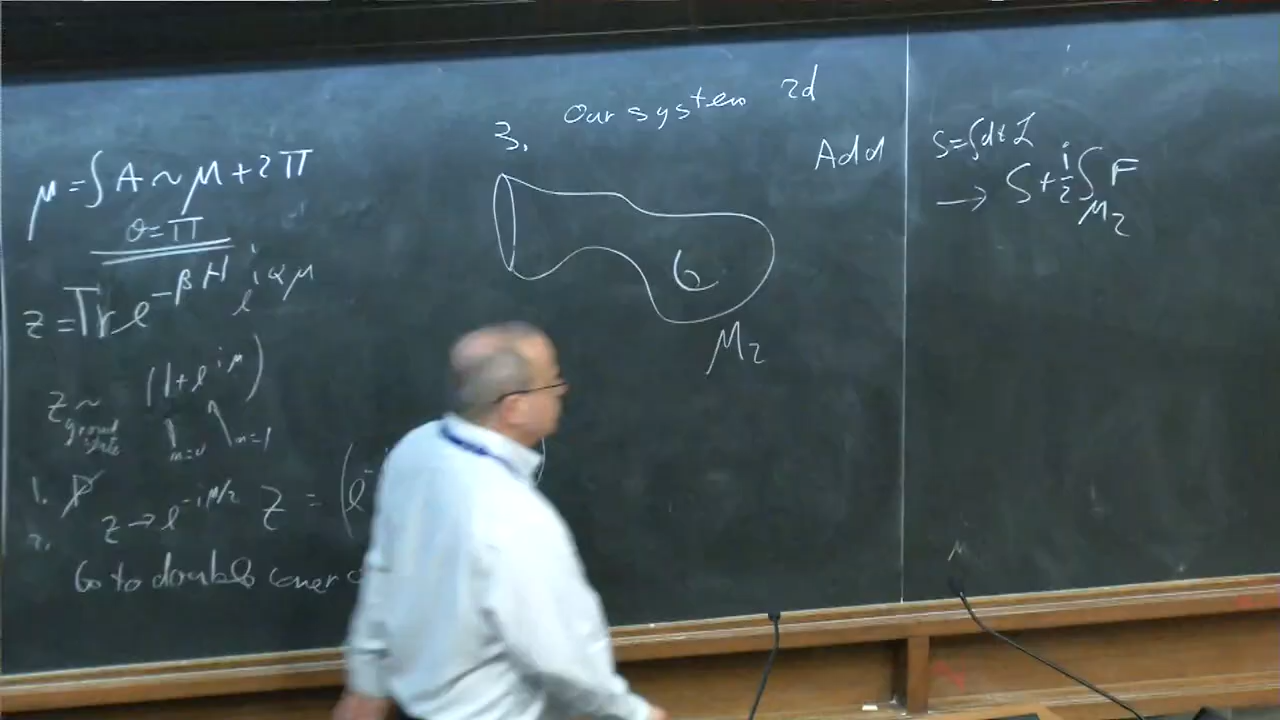 μ = ∫ A ~ μ + 2π
θ = π
Z = Tr e^{-βH} e^{iαμ}
Z_{ground state} ~ (1 + e^{iμ})
n=0 n=1
1.
Z → e^{-iμ/2} Z = (e^-
2.
Go to double cover
3. Our system 2d
M_2
Add
S = ∫dt L
→ S + i/2 ∫_{M_2} F